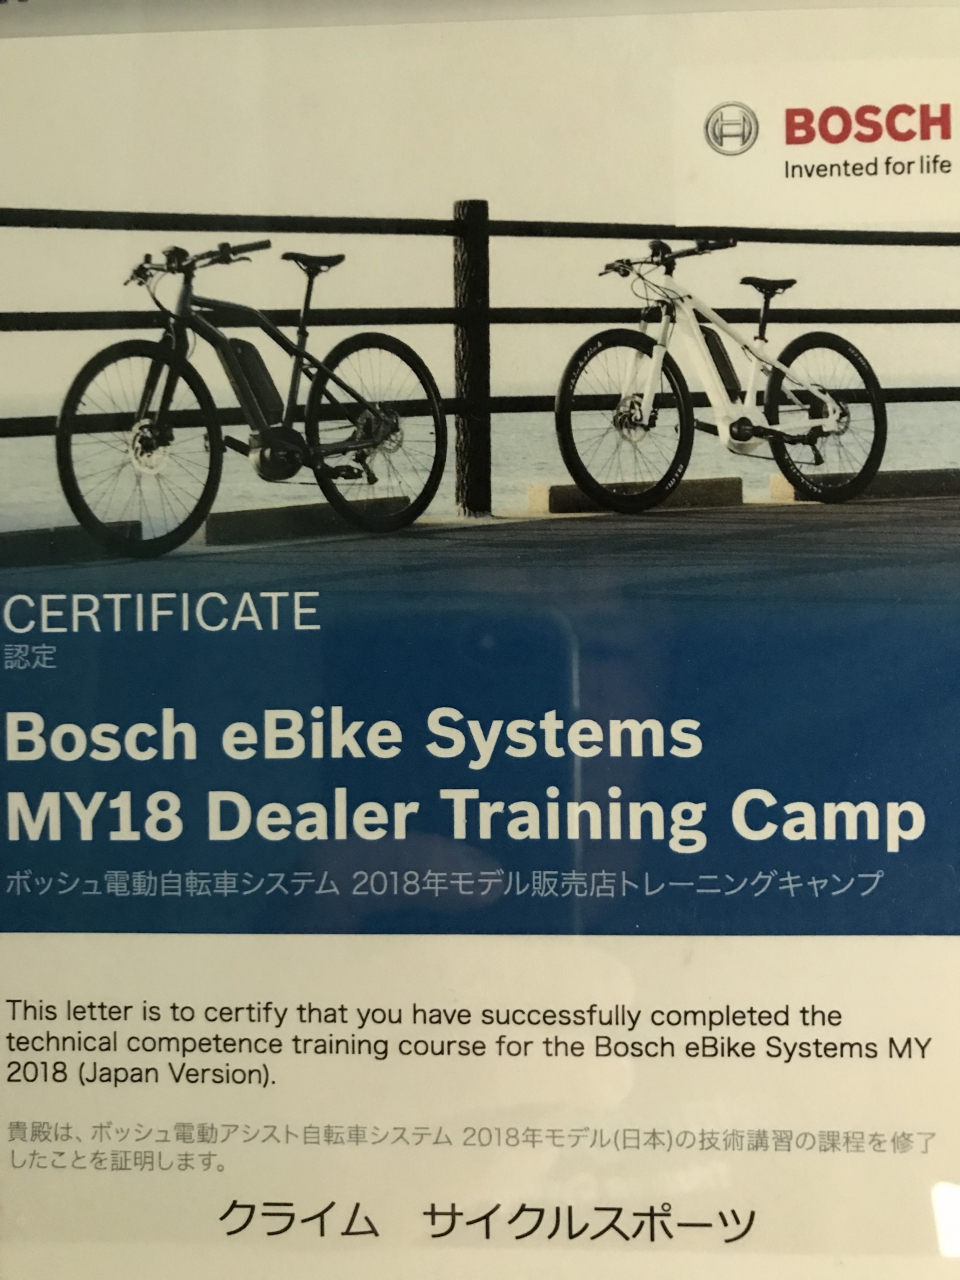 BOSCH
Invented for life
CERTIFICATE
認定
Bosch eBike Systems
MY18 Dealer Training Camp
ボッシュ電動自転車システム 2018年モデル販売店トレーニングキャンプ
This letter is to certify that you have successfully completed the
technical competence training course for the Bosch eBike Systems MY
2018 (Japan Version).
貴殿は、ボッシュ電動アシスト自転車システム 2018年モデル(日本)の技術講習の課程を修了
したことを証明します。
クライム　サイクルスポーツ